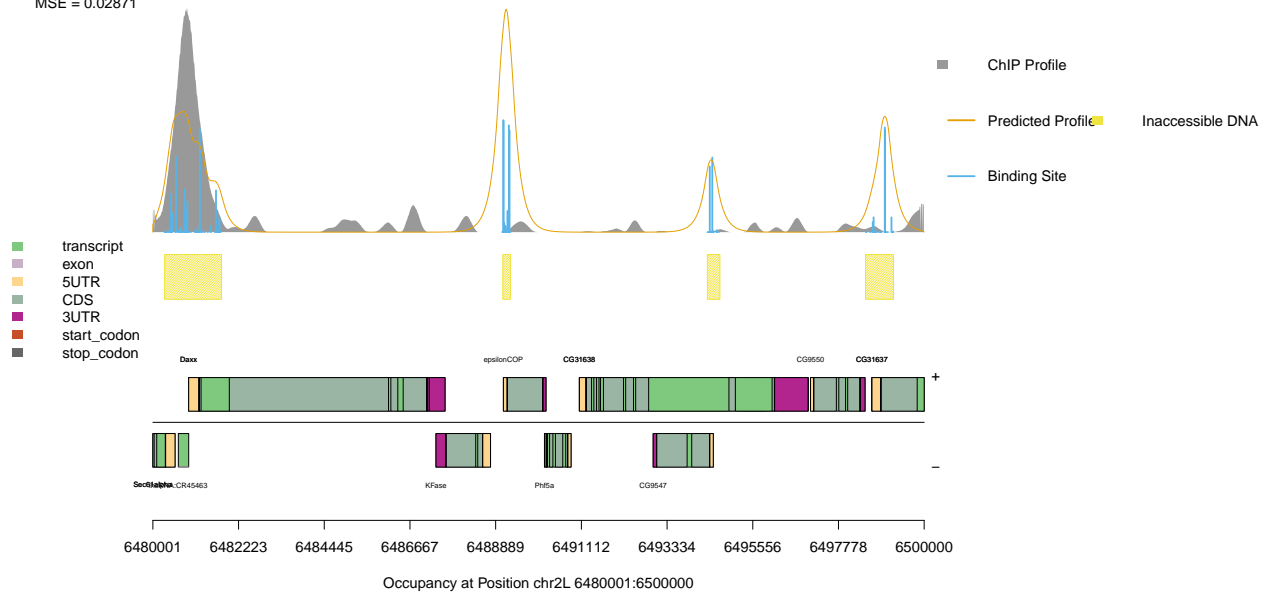 MSE = 0.02871
ChIP Profile
Predicted Profile
Inaccessible DNA
Binding Site
transcript
exon
5UTR
CDS
3UTR
start_codon
stop_codon
Daxx
epsilonCOP
CG31638
CG9550
CG31637
+
−
CR45463
KFase
Phf5a
CG9547
6480001 6482223 6484445 6486667 6488889 6491112 6493334 6495556 6497778 6500000
Occupancy at Position chr2L 6480001:6500000